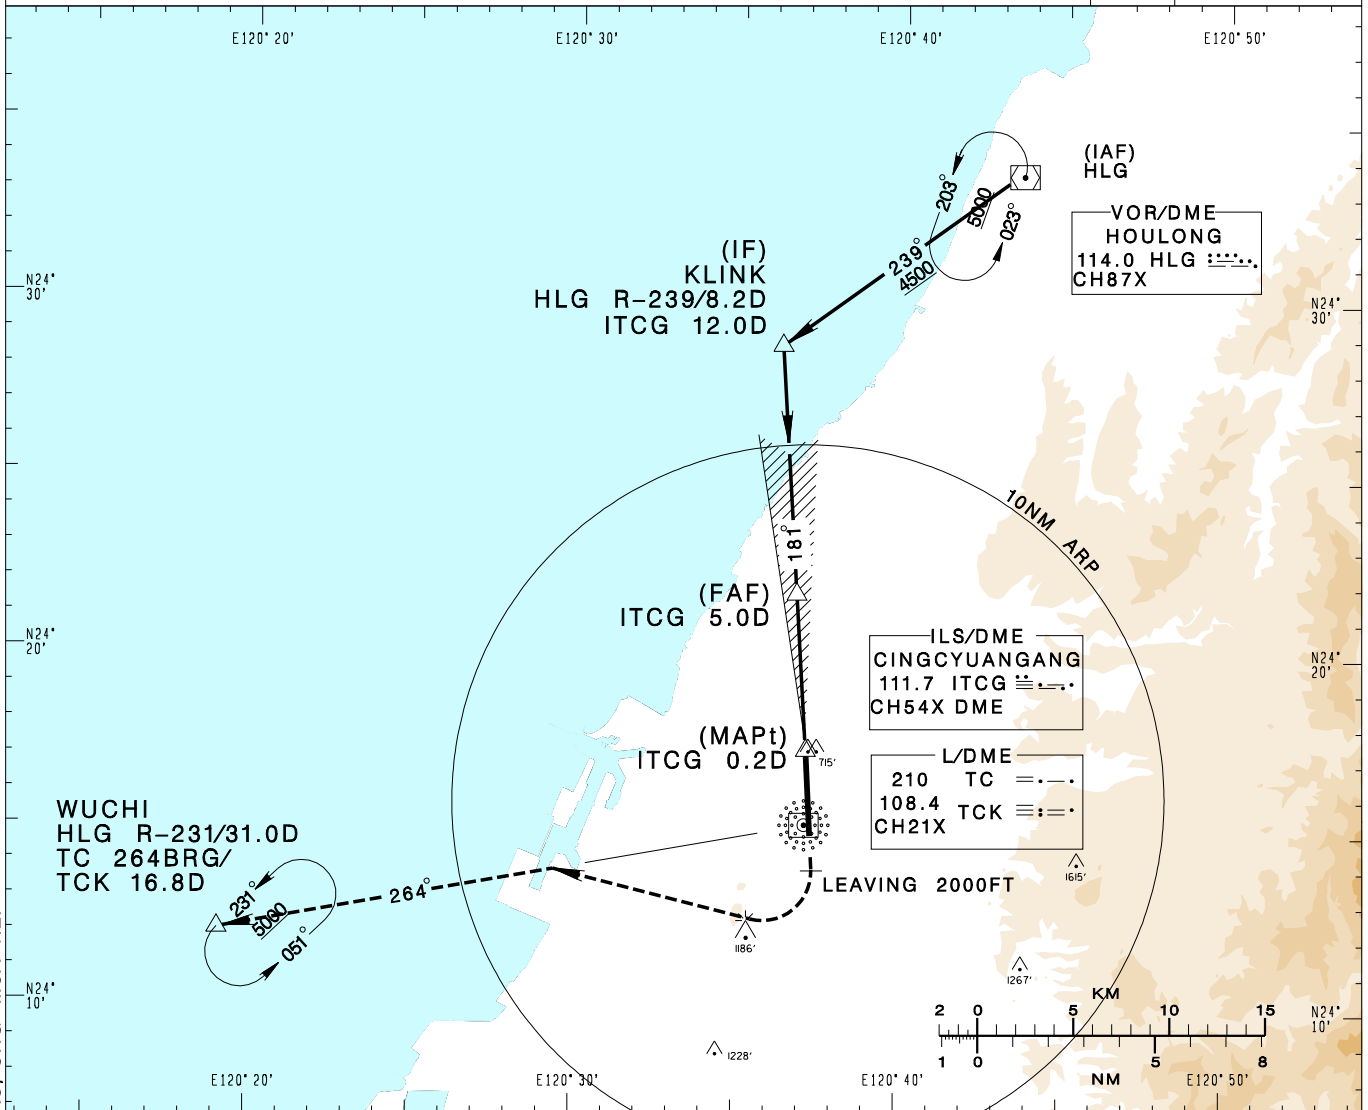 E120° 20' E120° 30' E120° 40' E120° 50'
(IAF)
HLG
203°
5000
023°
VOR/DME
HOULONG
114.0 HLG
CH87X
(IF)
KLINK
HLG R-239/8.2D
ITCG 12.0D
239°
4500
N24°
30'
N24°
30'
10NM ARP
181°
(FAF)
ITCG 5.0D
N24°
20'
N24°
20'
ILS/DME
CINGCYUANGANG
111.7 ITCG
CH54X DME
(MAPt)
ITCG 0.2D
715'
L/DME
210 TC
108.4 TCK
CH21X
WUCHI
HLG R-231/31.0D
TC 264BRG/
TCK 16.8D
231°
5000
051°
264°
LEAVING 2000FT
1615'
1186'
1267'
1228'
N24°
10'
N24°
10'
KM
2 0 5 10 15
1 0 5 8
NM
E120° 20' E120° 30' E120° 40' E120° 50'